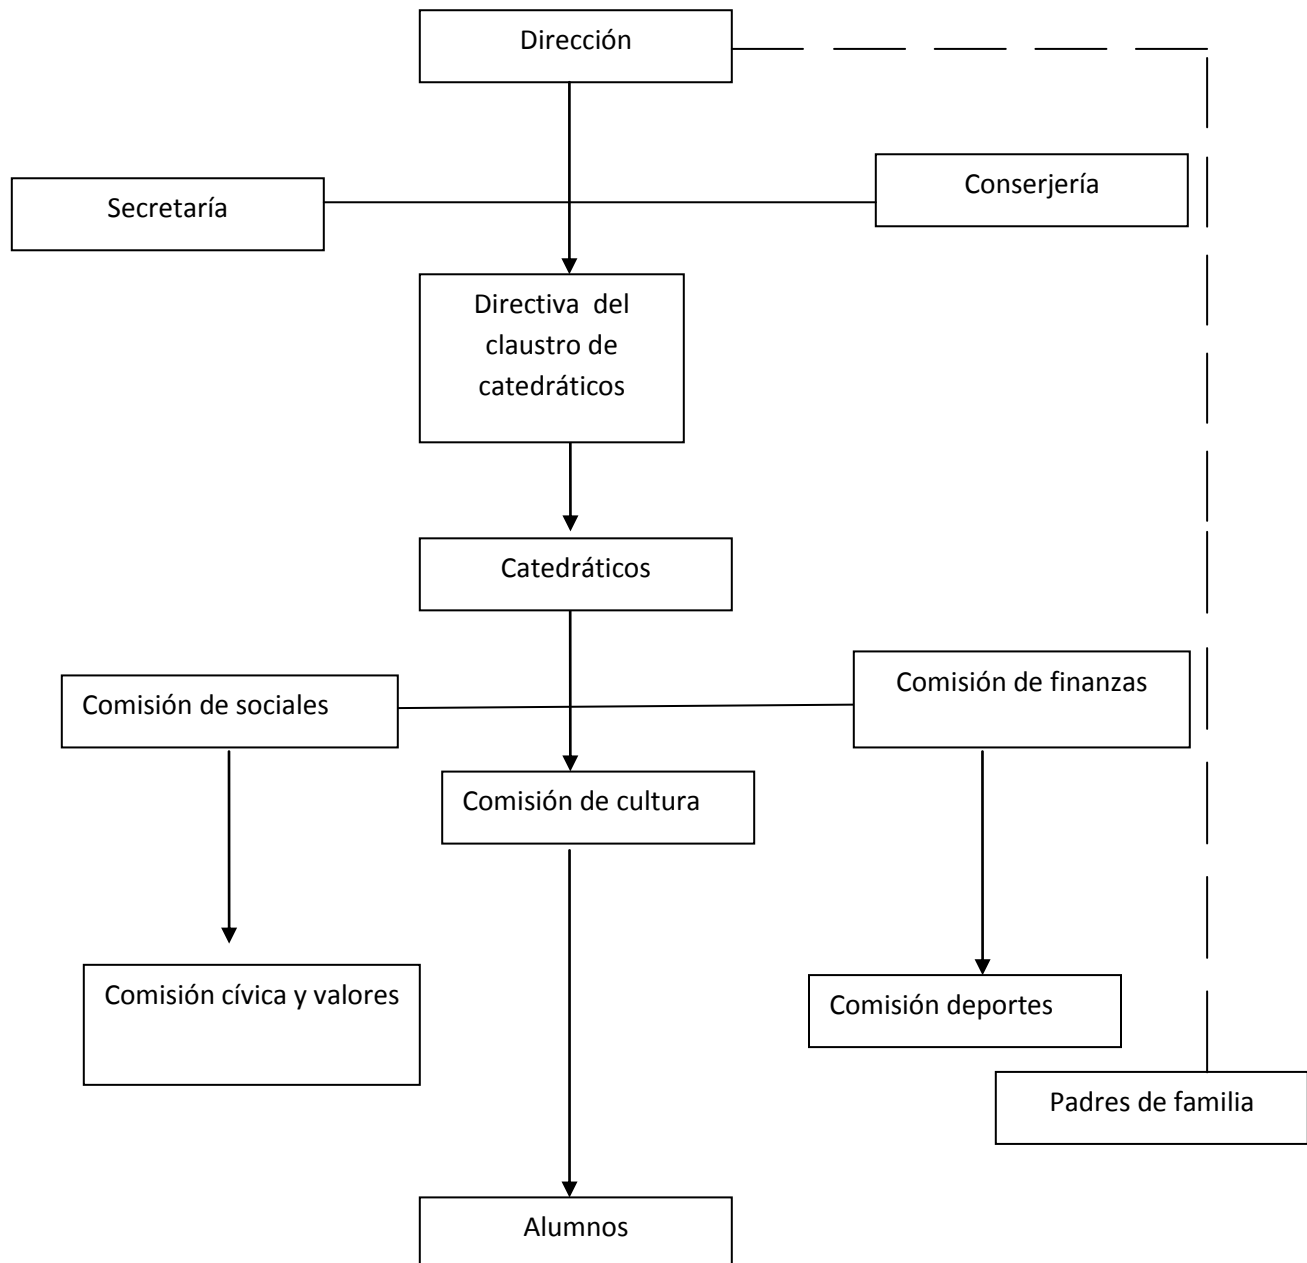 Dirección
Conserjería
Secretaría
Directiva  del
claustro de
catedráticos
Catedráticos
Comisión de finanzas
Comisión de sociales
Comisión de cultura
Comisión cívica y valores
Comisión deportes
Padres de familia
Alumnos